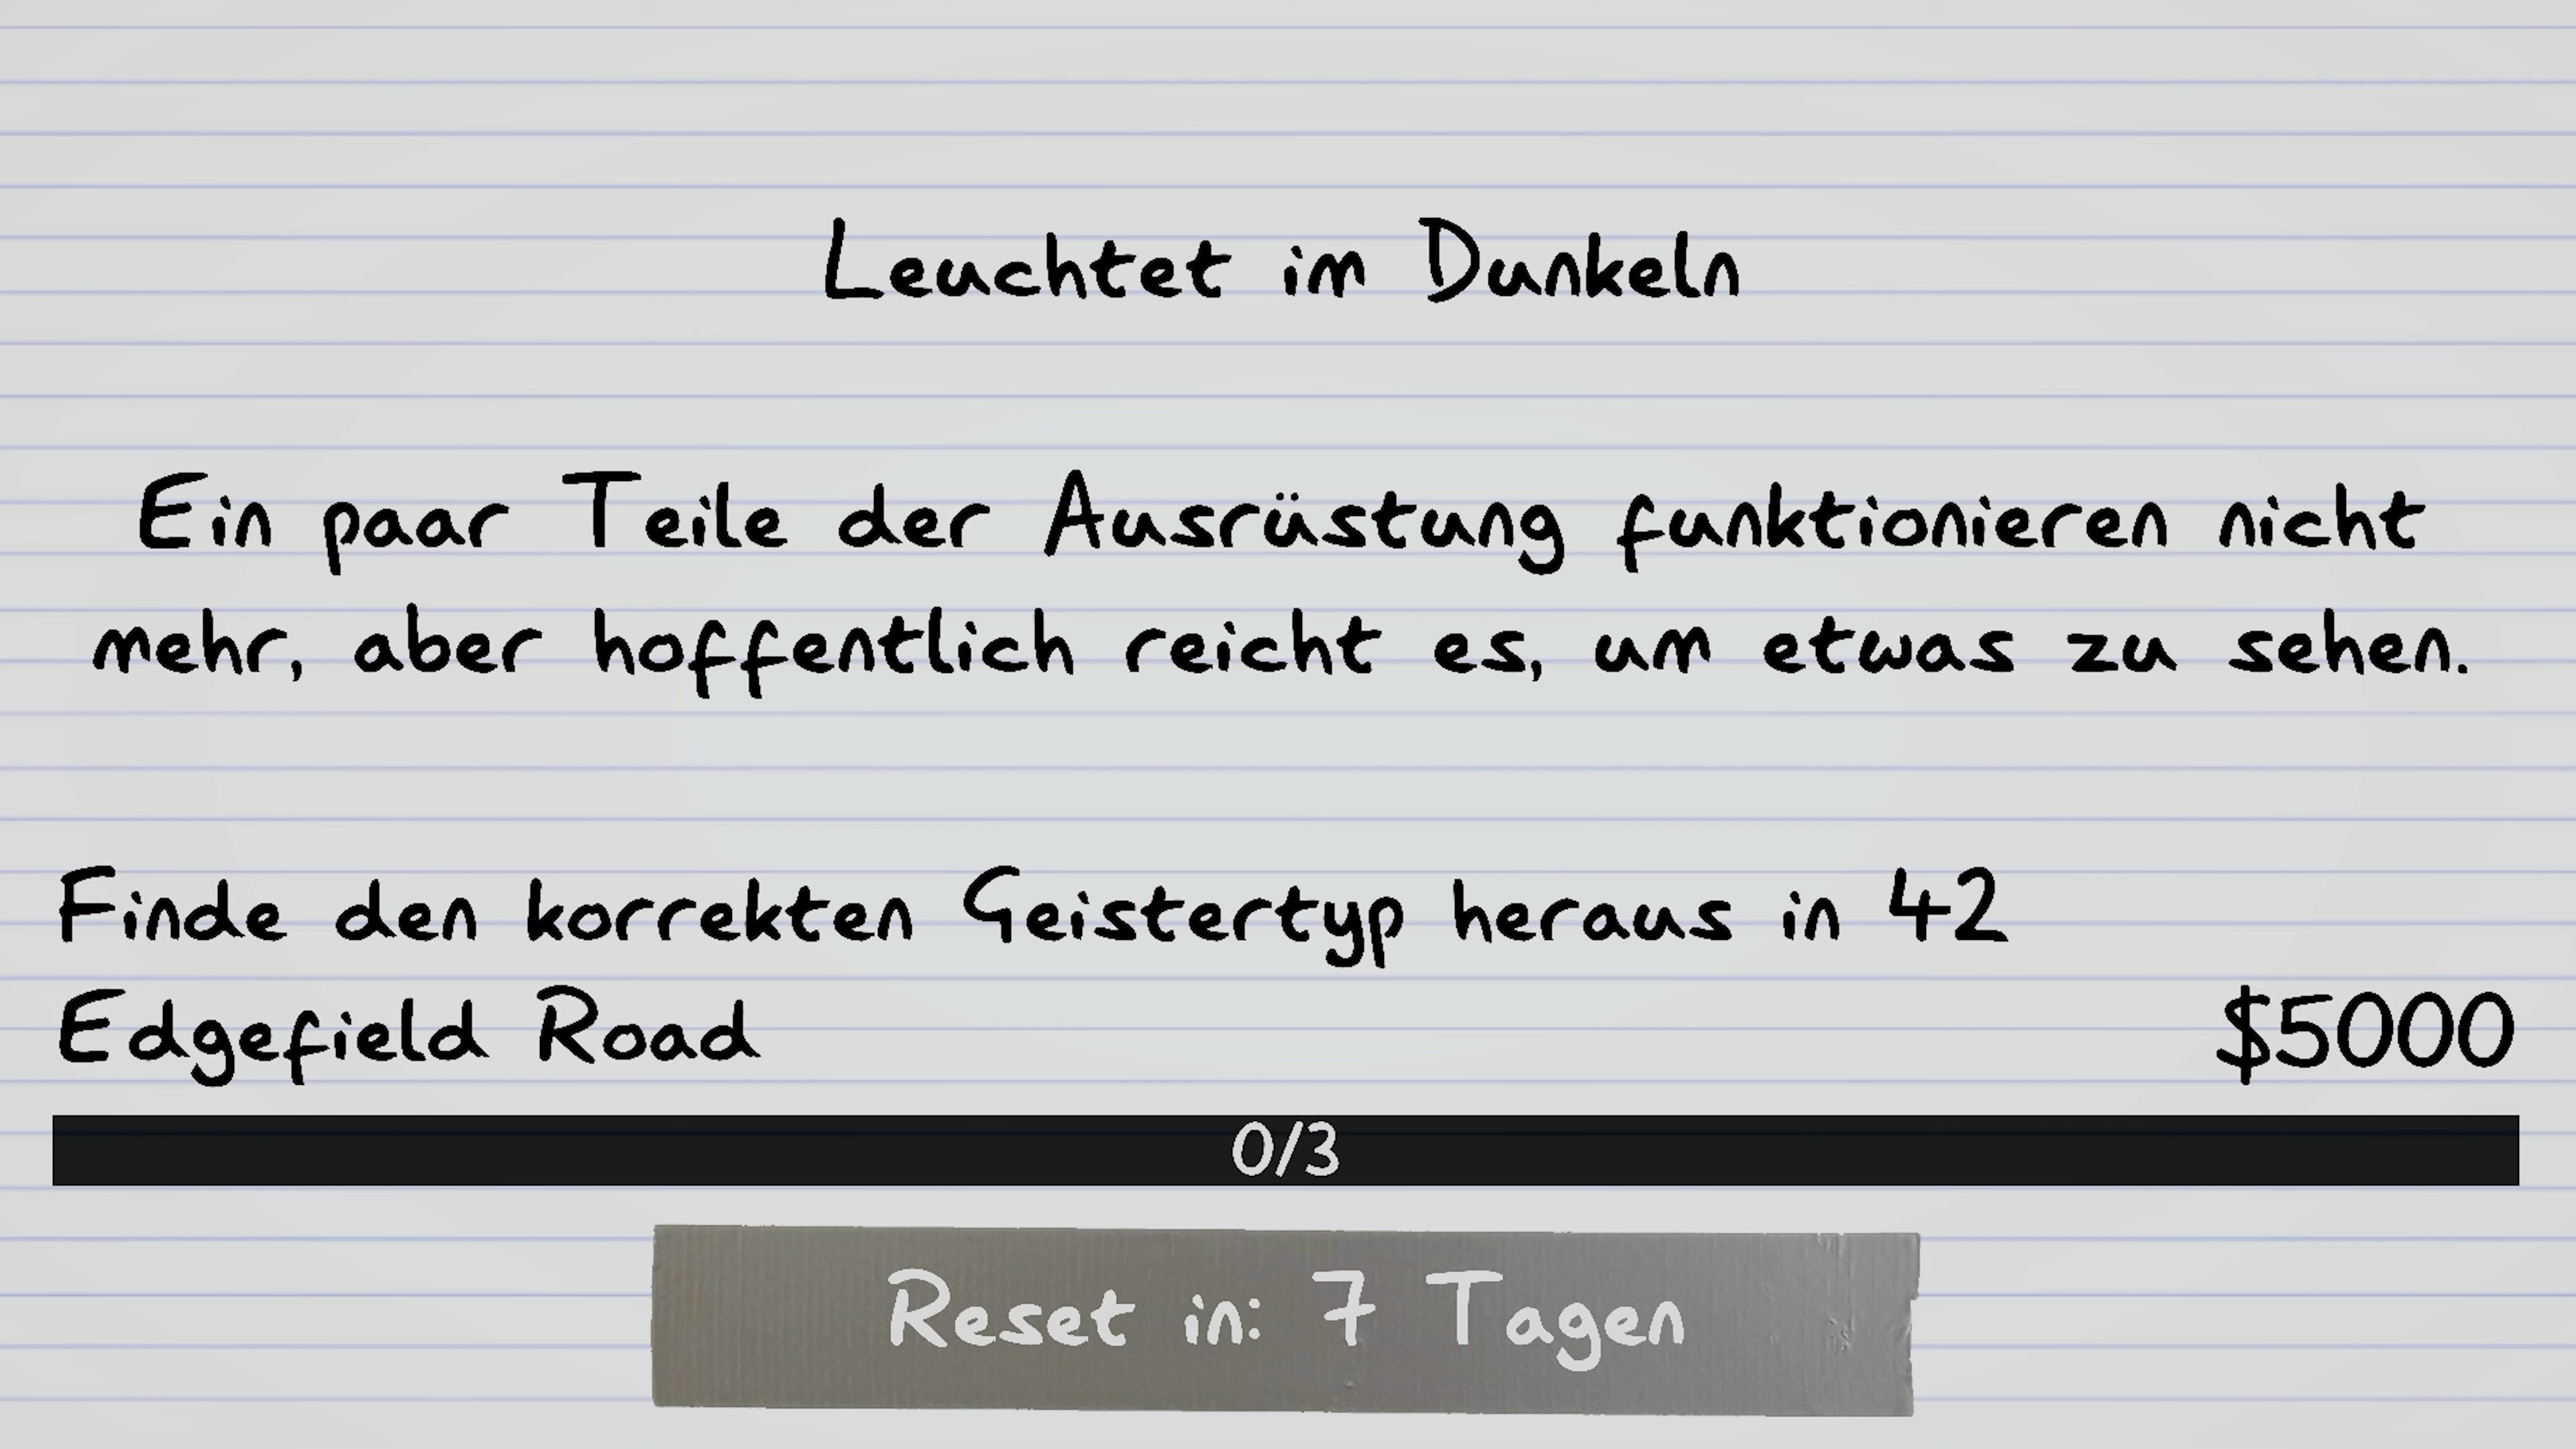 Leuchtet im Dunkeln
Ein paar Teile der Ausrüstung funktionieren nicht
mehr, aber hoffentlich reicht es, um etwas zu sehen.
Finde den korrekten Geistertyp heraus in 42
Edgefield Road $5000
0/3
Reset in: 7 Tagen